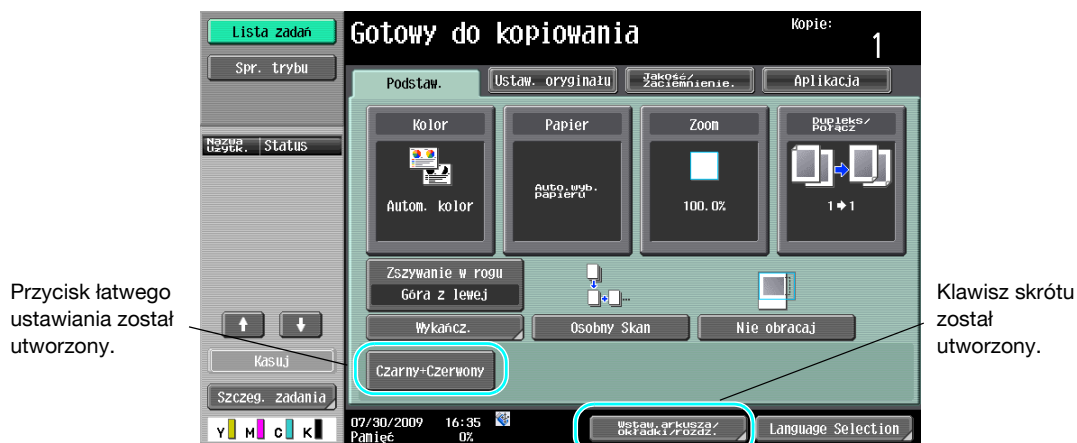 Lista zadań
Gotowy do kopiowania
Kopie:
1
Spr. trybu
Podstaw.
Ustaw. oryginału
Jakość/
Zaciemnienie.
Aplikacja
Nazwa
Użytk.
Status
Kolor
Papier
Zoom
Dupleks/
Połącz
Autom. kolor
Auto.wyb.
papieru
100.0%
1➔1
Zszywanie w rogu
Góra z lewej
Wykańcz.
Osobny Skan
Nie obracaj
Przycisk łatwego
ustawiania został
utworzony.
Klawisz skrótu
został
utworzony.
Kasuj
Czarny+Czerwony
Szczeg. zadania
Y M C K
07/30/2009 16:35
Pamięć 0%
Wstaw.arkusza/
okładki/rozdz.
Language Selection